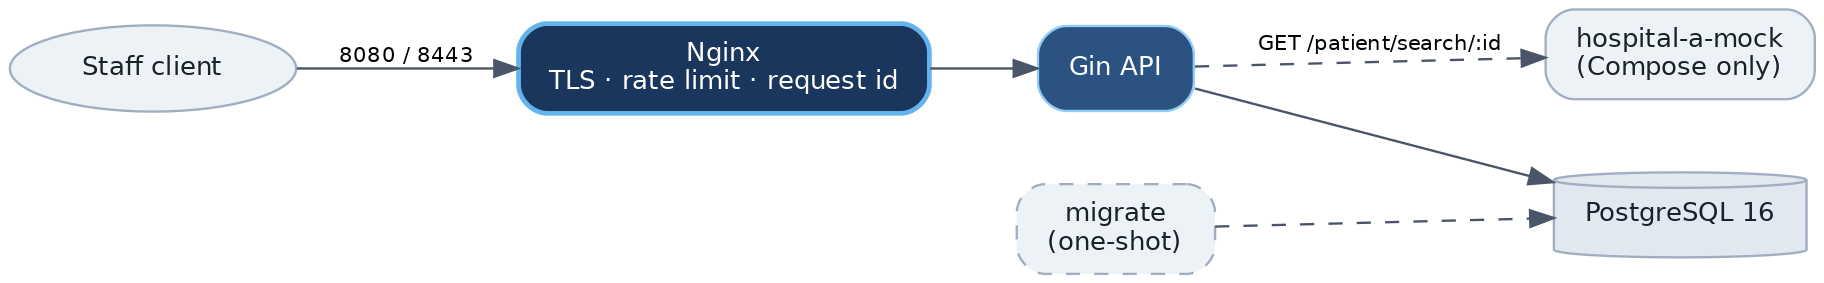 Staff client
8080 / 8443
Nginx
TLS · rate limit · request id
Gin API
GET /patient/search/:id
hospital-a-mock
(Compose only)
migrate
(one-shot)
PostgreSQL 16